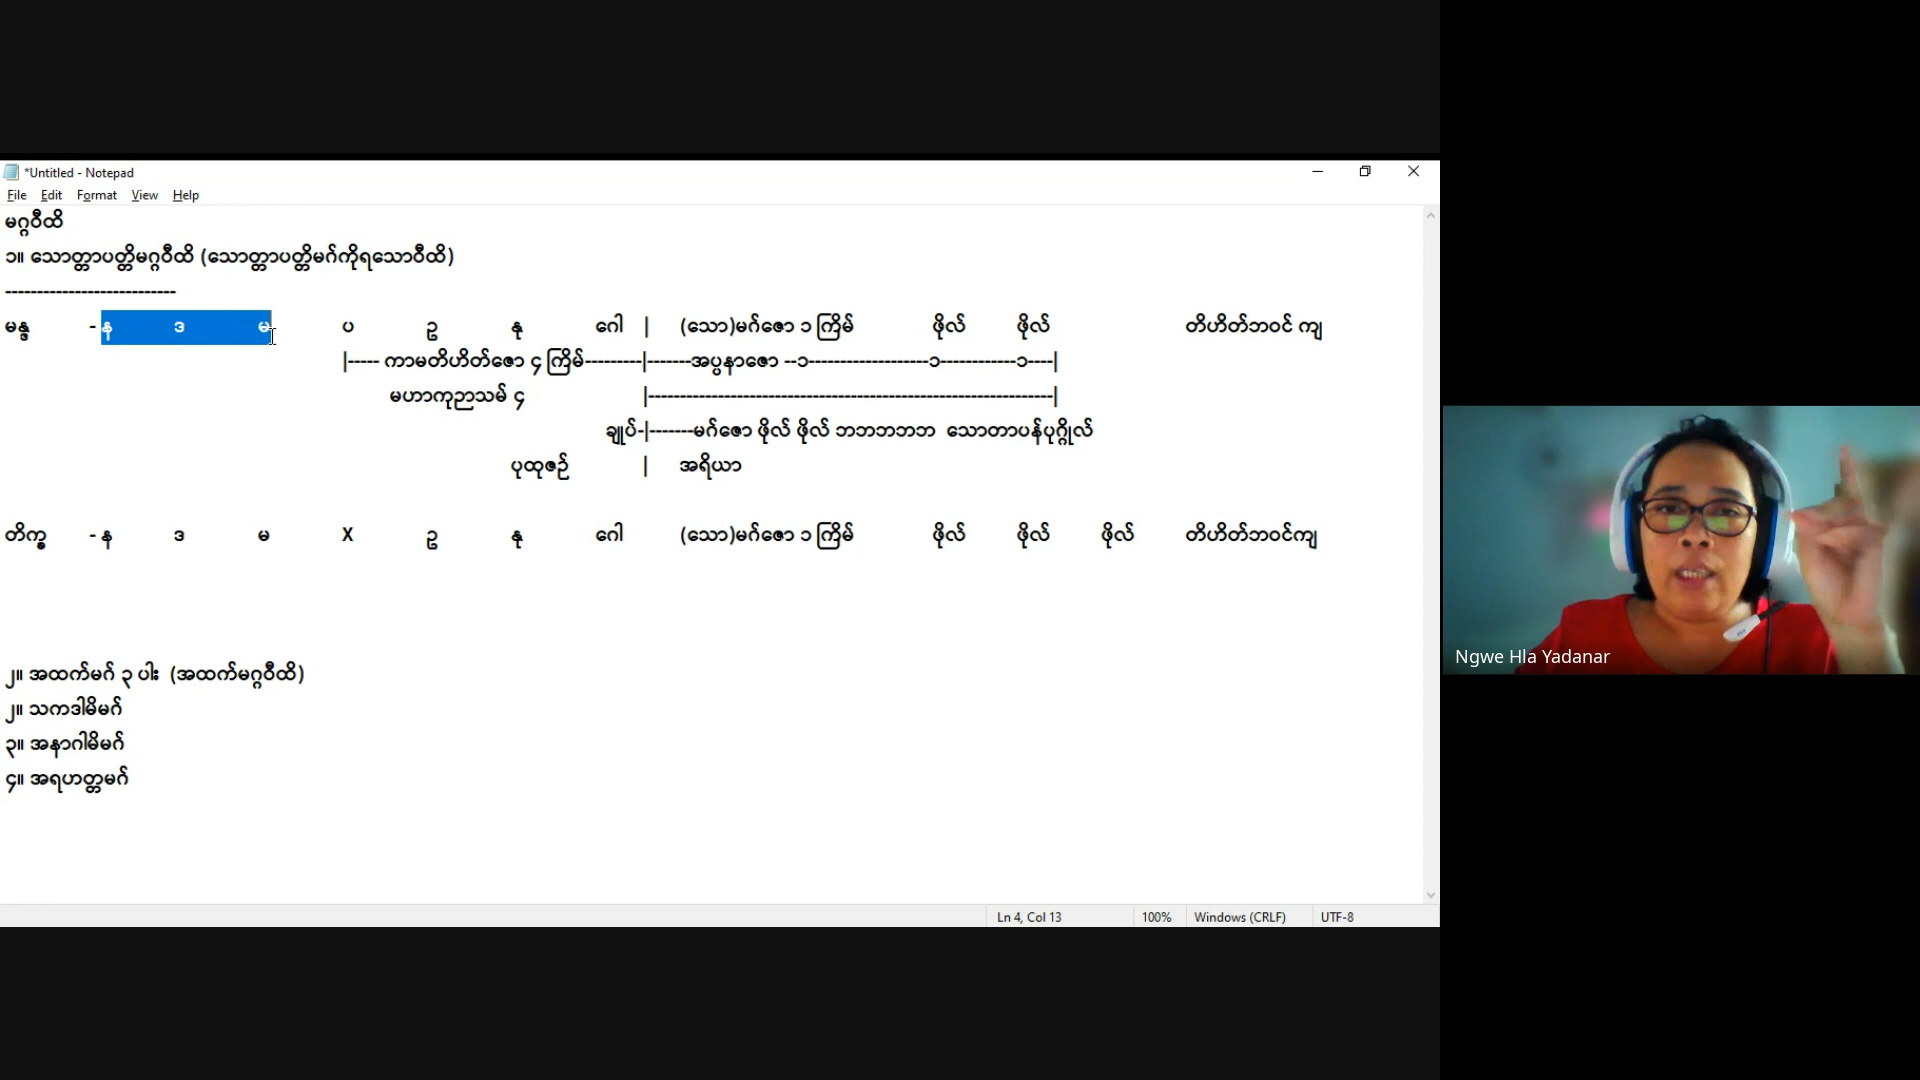 *Untitled - Notepad
File Edit Format View Help
မဂ္ဂဝီထိ
၁။ သောတ္တာပတ္တိမဂ္ဂဝီထိ (သောတ္တာပတ္တိမဂ်ကိုရသောဝီထိ)
---------------------------
မန္ဒ - န ဒ မ ပ ဥ နု ဂေါ | (သော)မဂ်ဇော ၁ ကြိမ် ဖိုလ် ဖိုလ် တိဟိတ်ဘဝင် ကျ
|----- ကာမတိဟိတ်ဇော ၄ ကြိမ်---------|-------အပ္ပနာဇော --၁-------------------၁------------၁----|
မဟာကုညာသမ် ၄ |----------------------------------------------------------------|
ချုပ်-|-------မဂ်ဇော ဖိုလ် ဖိုလ် ဘဘဘဘဘ သောတာပန်ပုဂ္ဂိုလ်
ပုထုဇဉ် | အရိယာ
တိက္ခ - န ဒ မ X ဥ နု ဂေါ (သော)မဂ်ဇော ၁ ကြိမ် ဖိုလ် ဖိုလ် ဖိုလ် တိဟိတ်ဘဝင်ကျ
၂။ အထက်မဂ် ၃ ပါး (အထက်မဂ္ဂဝီထိ)
၂။ သကဒါမိမဂ်
၃။ အနာဂါမိမဂ်
၄။ အရဟတ္တမဂ်
Ln 4, Col 13 100% Windows (CRLF) UTF-8
Ngwe Hla Yadanar